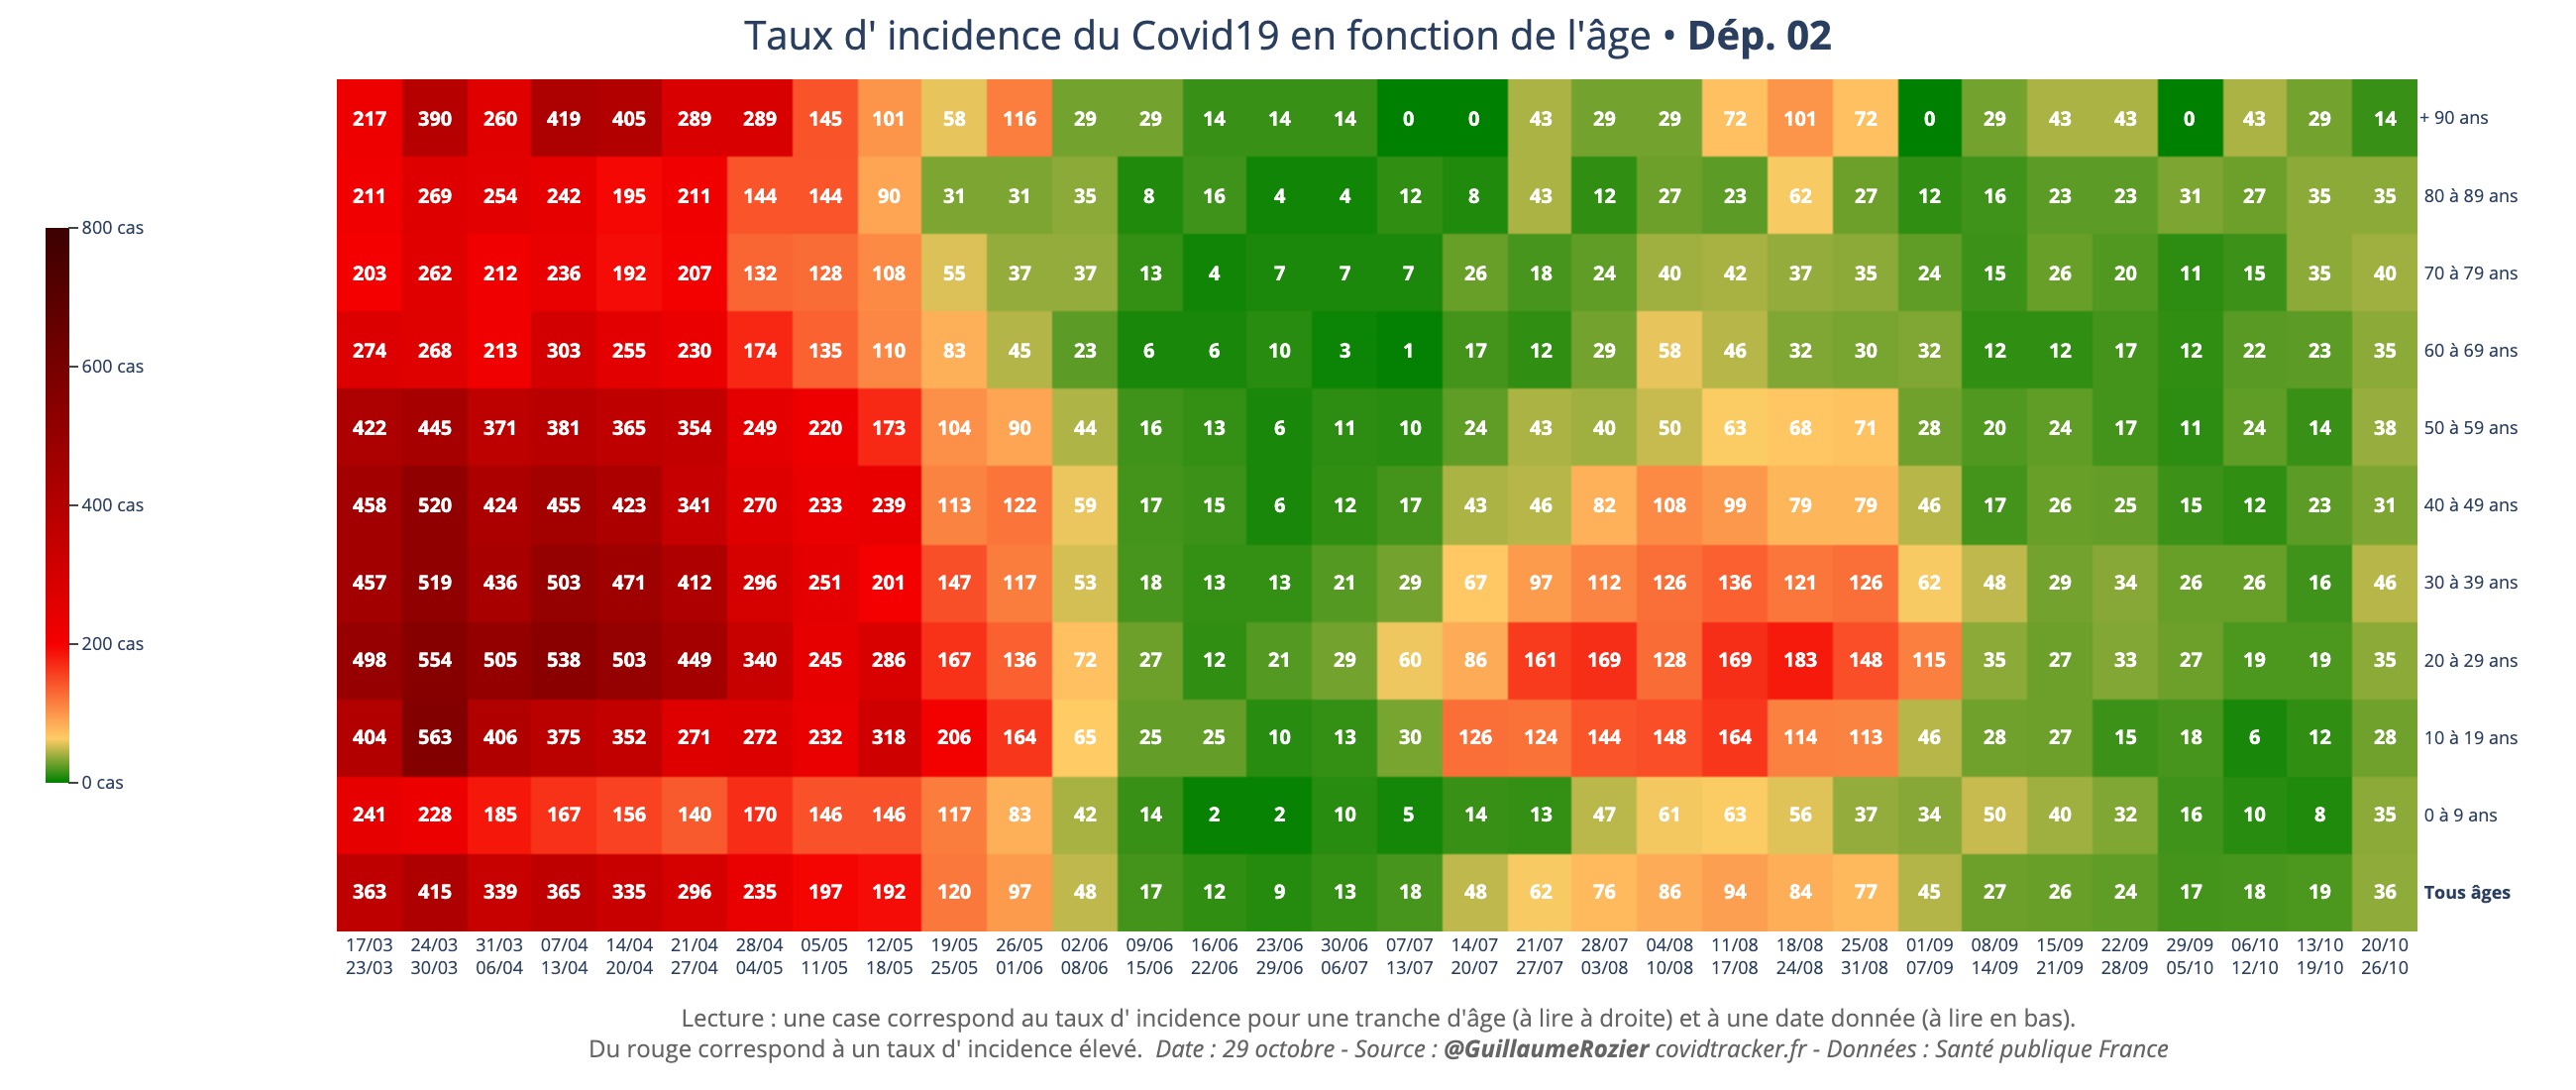 Taux d' incidence du Covid19 en fonction de l'âge • Dép. 02
800 cas
600 cas
400 cas
200 cas
0 cas
217 390 260 419 405 289 289 145 101 58 116 29 29 14 14 14 0 0 43 29 29 72 101 72 0 29 43 43 0 43 29 14 + 90 ans
211 269 254 242 195 211 144 144 90 31 31 35 8 16 4 4 12 8 43 12 27 23 62 27 12 16 23 23 31 27 35 35 80 à 89 ans
203 262 212 236 192 207 132 128 108 55 37 37 13 4 7 7 7 26 18 24 40 42 37 35 24 15 26 20 11 15 35 40 70 à 79 ans
274 268 213 303 255 230 174 135 110 83 45 23 6 6 10 3 1 17 12 29 58 46 32 30 32 12 12 17 12 22 23 35 60 à 69 ans
422 445 371 381 365 354 249 220 173 104 90 44 16 13 6 11 10 24 43 40 50 63 68 71 28 20 24 17 11 24 14 38 50 à 59 ans
458 520 424 455 423 341 270 233 239 113 122 59 17 15 6 12 17 43 46 82 108 99 79 79 46 17 26 25 15 12 23 31 40 à 49 ans
457 519 436 503 471 412 296 251 201 147 117 53 18 13 13 21 29 67 97 112 126 136 121 126 62 48 29 34 26 26 16 46 30 à 39 ans
498 554 505 538 503 449 340 245 286 167 136 72 27 12 21 29 60 86 161 169 128 169 183 148 115 35 27 33 27 19 19 35 20 à 29 ans
404 563 406 375 352 271 272 232 318 206 164 65 25 25 10 13 30 126 124 144 148 164 114 113 46 28 27 15 18 6 12 28 10 à 19 ans
241 228 185 167 156 140 170 146 146 117 83 42 14 2 2 10 5 14 13 47 61 63 56 37 34 50 40 32 16 10 8 35 0 à 9 ans
363 415 339 365 335 296 235 197 192 120 97 48 17 12 9 13 18 48 62 76 86 94 84 77 45 27 26 24 17 18 19 36 Tous âges
17/03 24/03 31/03 07/04 14/04 21/04 28/04 05/05 12/05 19/05 26/05 02/06 09/06 16/06 23/06 30/06 07/07 14/07 21/07 28/07 04/08 11/08 18/08 25/08 01/09 08/09 15/09 22/09 29/09 06/10 13/10 20/10
23/03 30/03 06/04 13/04 20/04 27/04 04/05 11/05 18/05 25/05 01/06 08/06 15/06 22/06 29/06 06/07 13/07 20/07 27/07 03/08 10/08 17/08 24/08 31/08 07/09 14/09 21/09 28/09 05/10 12/10 19/10 26/10
Lecture : une case correspond au taux d' incidence pour une tranche d'âge (à lire à droite) et à une date donnée (à lire en bas).
Du rouge correspond à un taux d' incidence élevé. Date : 29 octobre - Source : @GuillaumeRozier covidtracker.fr - Données : Santé publique France